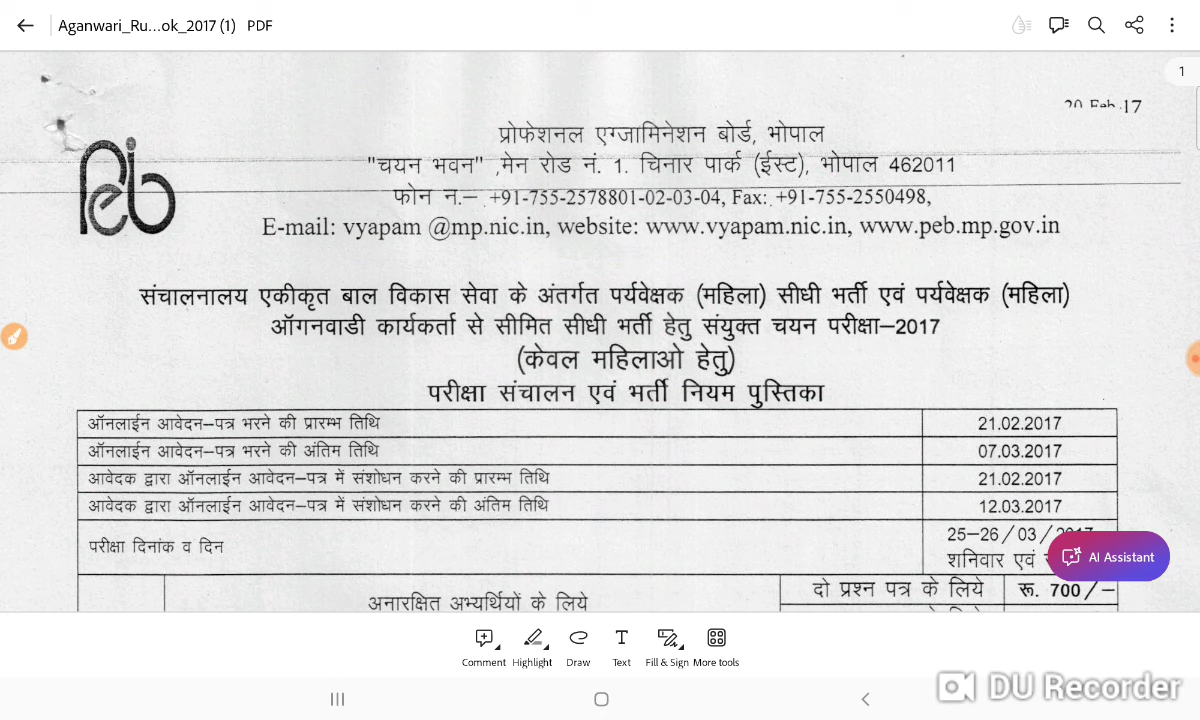 Aganwari_Ru...ok_2017 (1) PDF
1
20 Feb 17
Peb
प्रोफेशनल एग्जामिनेशन बोर्ड, भोपाल
"चयन भवन" ,मेन रोड नं. 1. चिनार पार्क (ईस्ट), भोपाल 462011
फोन न.– +91-755-2578801-02-03-04, Fax: +91-755-2550498,
E-mail: vyapam @mp.nic.in, website: www.vyapam.nic.in, www.peb.mp.gov.in
संचालनालय एकीकृत बाल विकास सेवा के अंतर्गत पर्यवेक्षक (महिला) सीधी भर्ती एवं पर्यवेक्षक (महिला)
ऑगनवाडी कार्यकर्ता से सीमित सीधी भर्ती हेतु संयुक्त चयन परीक्षा–2017
(केवल महिलाओ हेतु)
परीक्षा संचालन एवं भर्ती नियम पुस्तिका
ऑनलाईन आवेदन–पत्र भरने की प्रारम्भ तिथि 21.02.2017
ऑनलाईन आवेदन–पत्र भरने की अंतिम तिथि 07.03.2017
आवेदक द्वारा ऑनलाईन आवेदन–पत्र में संशोधन करने की प्रारम्भ तिथि 21.02.2017
आवेदक द्वारा ऑनलाईन आवेदन–पत्र में संशोधन करने की अंतिम तिथि 12.03.2017
परीक्षा दिनांक व दिन 25–26/03/2017
शनिवार एवं
AI Assistant
अनारक्षित अभ्यर्थियों के लिये दो प्रश्न पत्र के लिये रू. 700/–
Comment Highlight Draw Text Fill & Sign More tools
DU Recorder